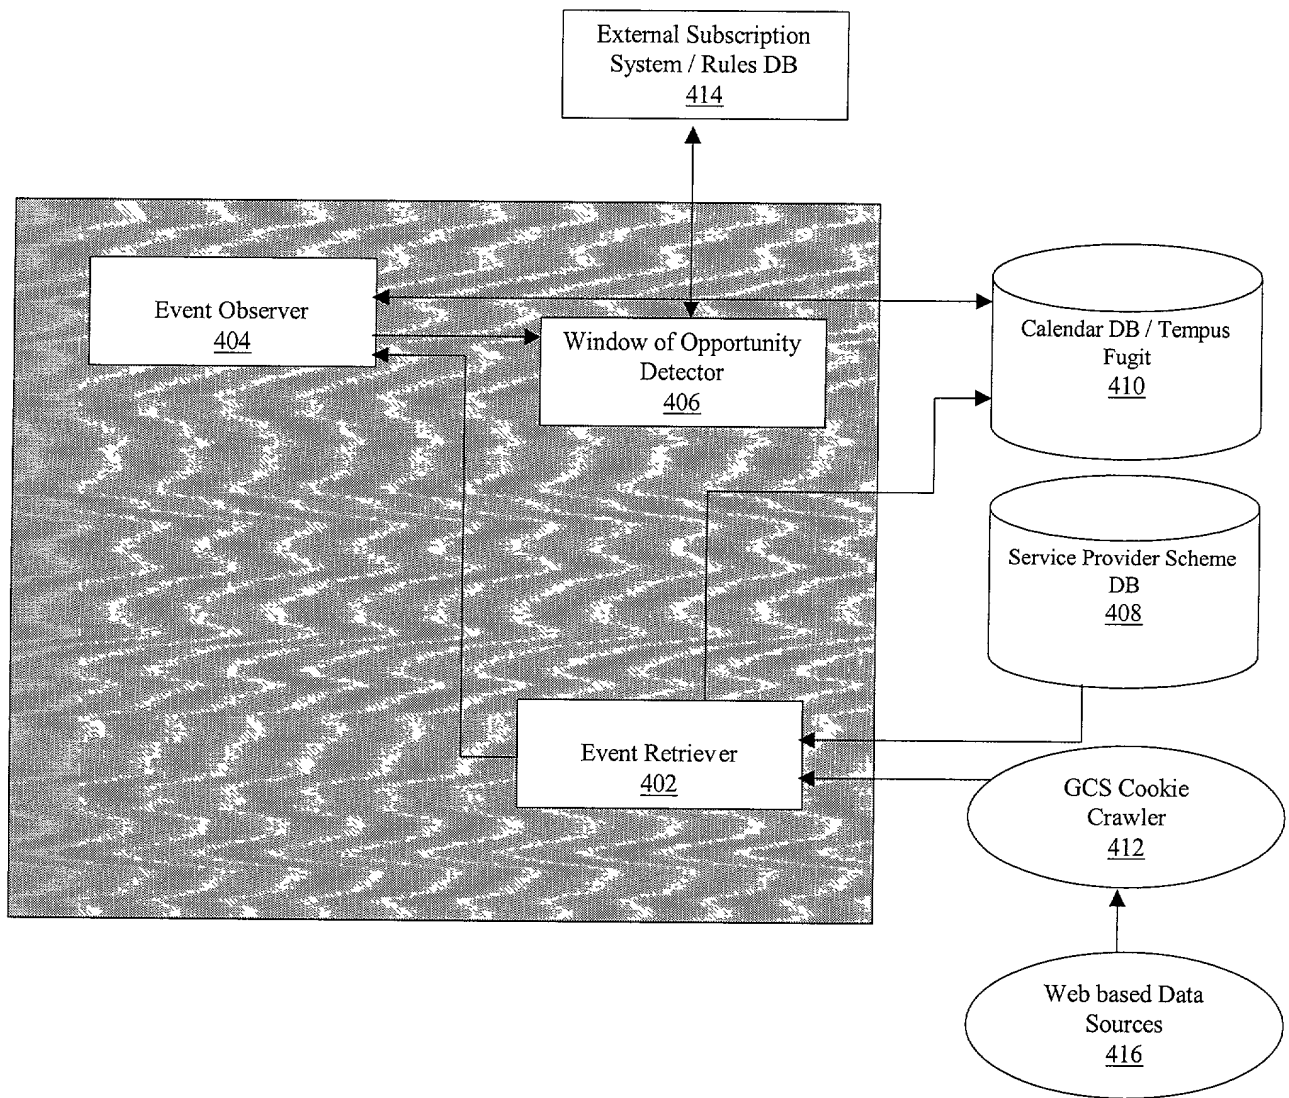 External Subscription
System / Rules DB
414
Event Observer
404
Window of Opportunity
Detector
406
Calendar DB / Tempus
Fugit
410
Service Provider Scheme
DB
408
Event Retriever
402
GCS Cookie
Crawler
412
Web based Data
Sources
416